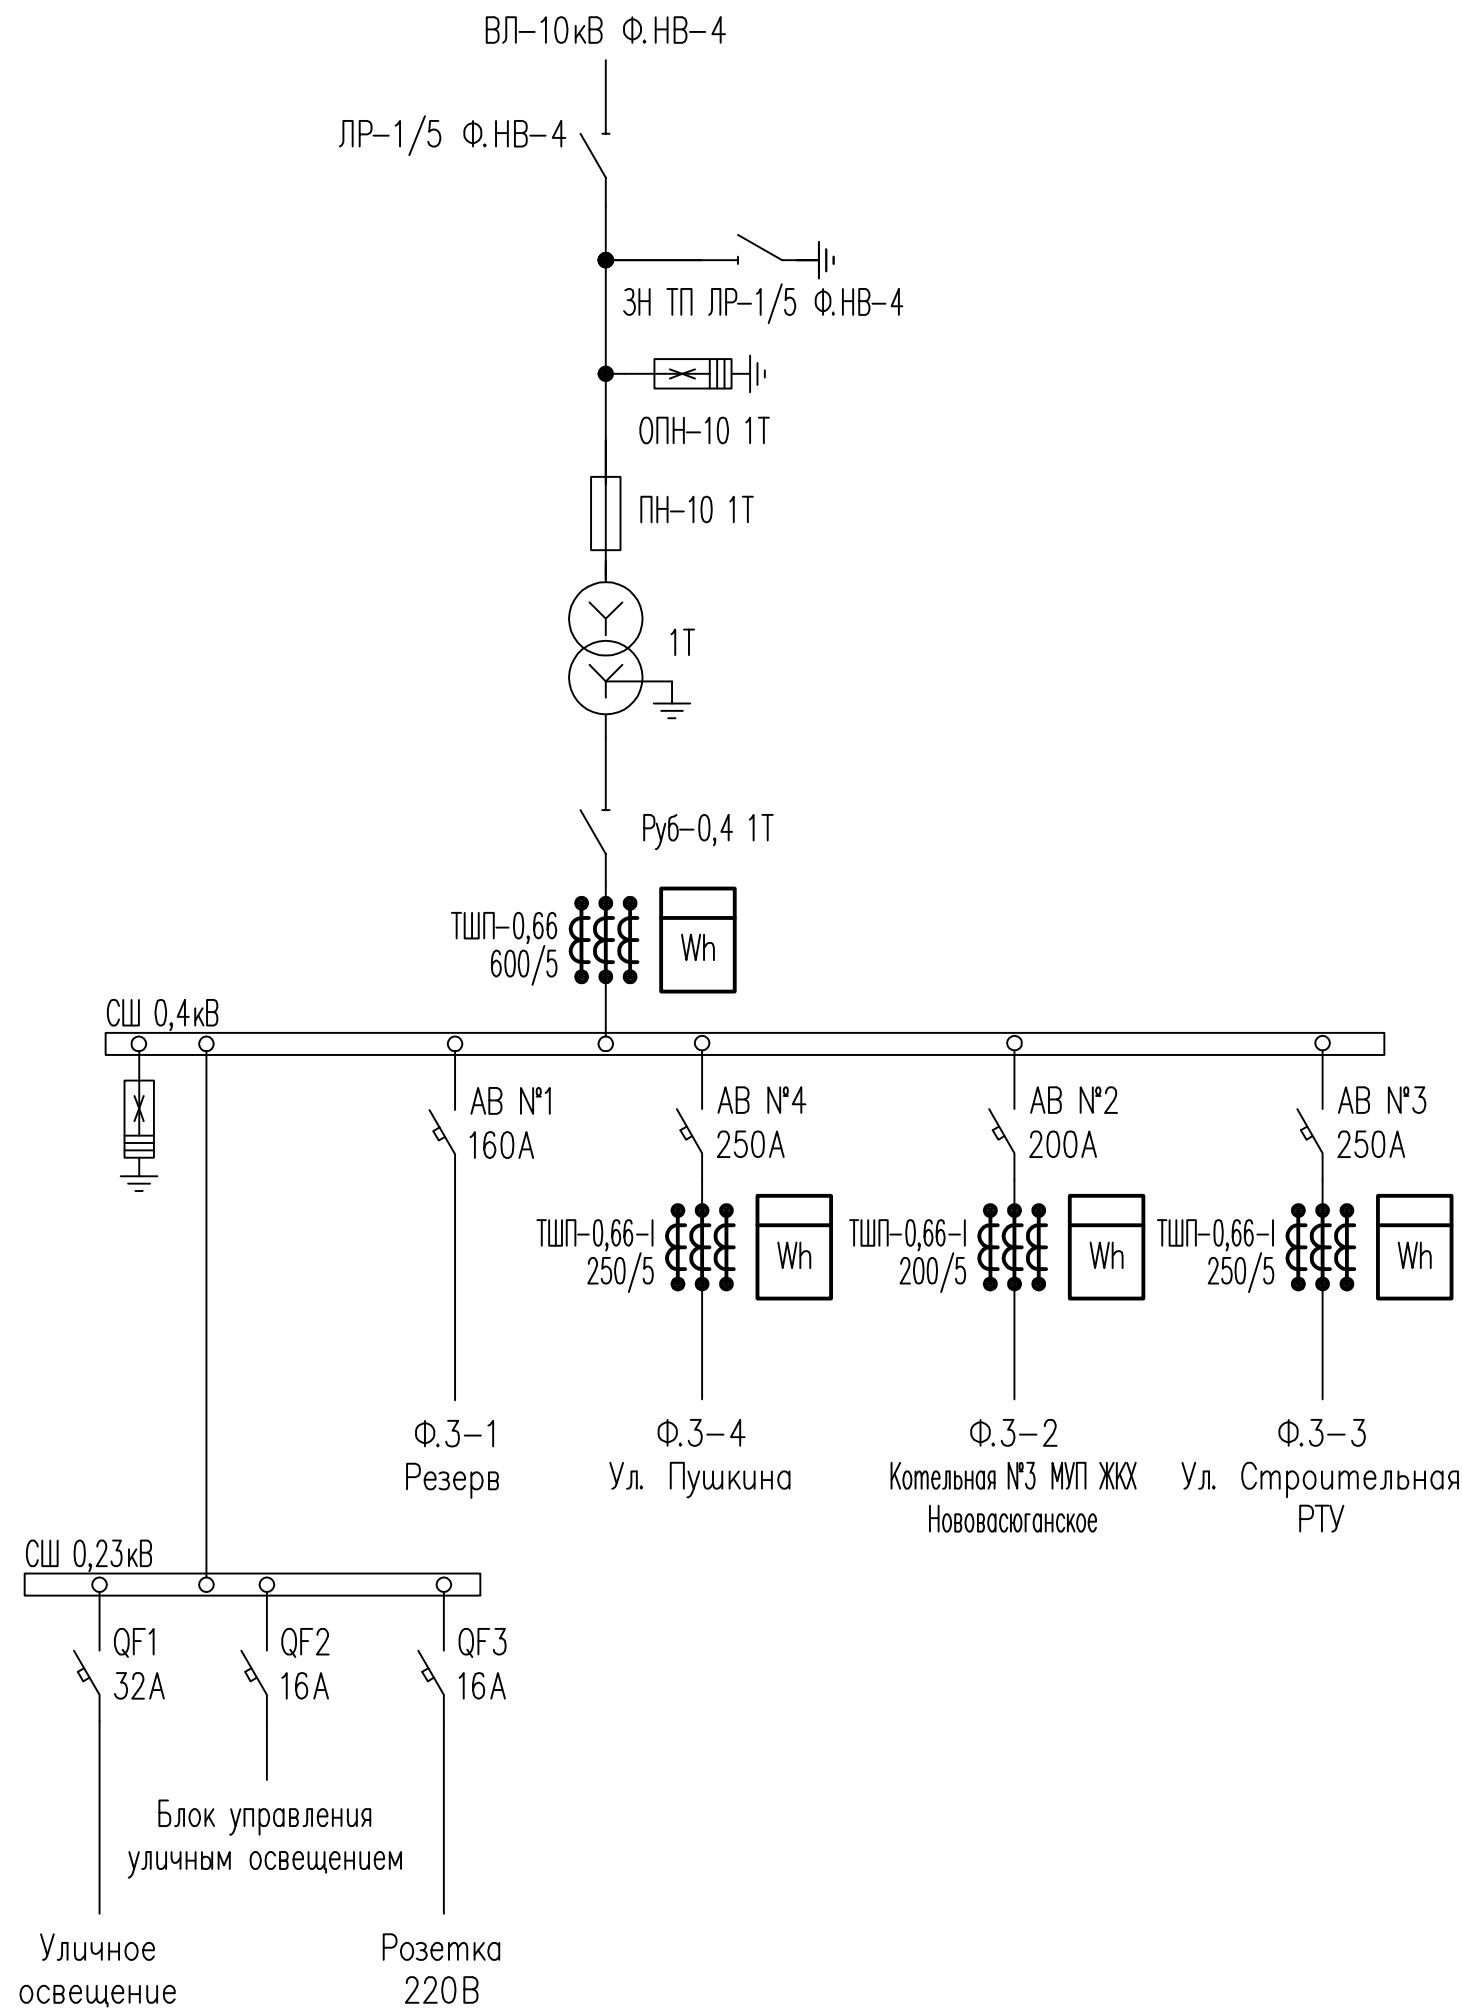 ВЛ-10кВ Ф.НВ-4
ЛР-1/5 Ф.НВ-4
ЗН ТП ЛР-1/5 Ф.НВ-4
ОПН-10 1Т
ПН-10 1Т
1Т
Руб-0,4 1Т
ТШП-0,66
600/5
Wh
СШ 0,4кВ
АВ №1
160А
АВ №4
250А
АВ №2
200А
АВ №3
250А
ТШП-0,66-I
250/5
Wh
ТШП-0,66-I
200/5
Wh
ТШП-0,66-I
250/5
Wh
Ф.3-1
Резерв
Ф.3-4
Ул. Пушкина
Ф.3-2
Котельная №3 МУП ЖКХ
Нововасюганское
Ф.3-3
Ул. Строительная
РТУ
СШ 0,23кВ
QF1
32А
QF2
16А
QF3
16А
Блок управления
уличным освещением
Уличное
освещение
Розетка
220В